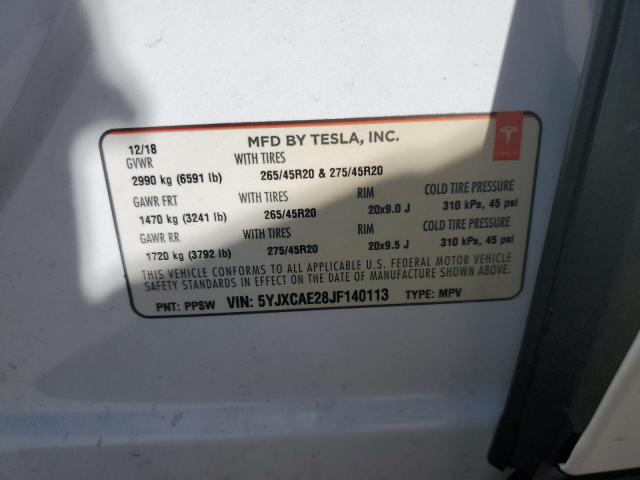 MFD BY TESLA, INC.
TESLA
12/18
GVWR WITH TIRES
2990 kg (6591 lb) 265/45R20 & 275/45R20
GAWR FRT WITH TIRES RIM COLD TIRE PRESSURE
1470 kg (3241 lb) 265/45R20 20x9.0 J 310 kPa, 45 psi
GAWR RR WITH TIRES RIM COLD TIRE PRESSURE
1720 kg (3792 lb) 275/45R20 20x9.5 J 310 kPa, 45 psi
THIS VEHICLE CONFORMS TO ALL APPLICABLE U.S. FEDERAL MOTOR VEHICLE
SAFETY STANDARDS IN EFFECT ON THE DATE OF MANUFACTURE SHOWN ABOVE.
PNT: PPSW VIN: 5YJXCAE28JF140113 TYPE: MPV